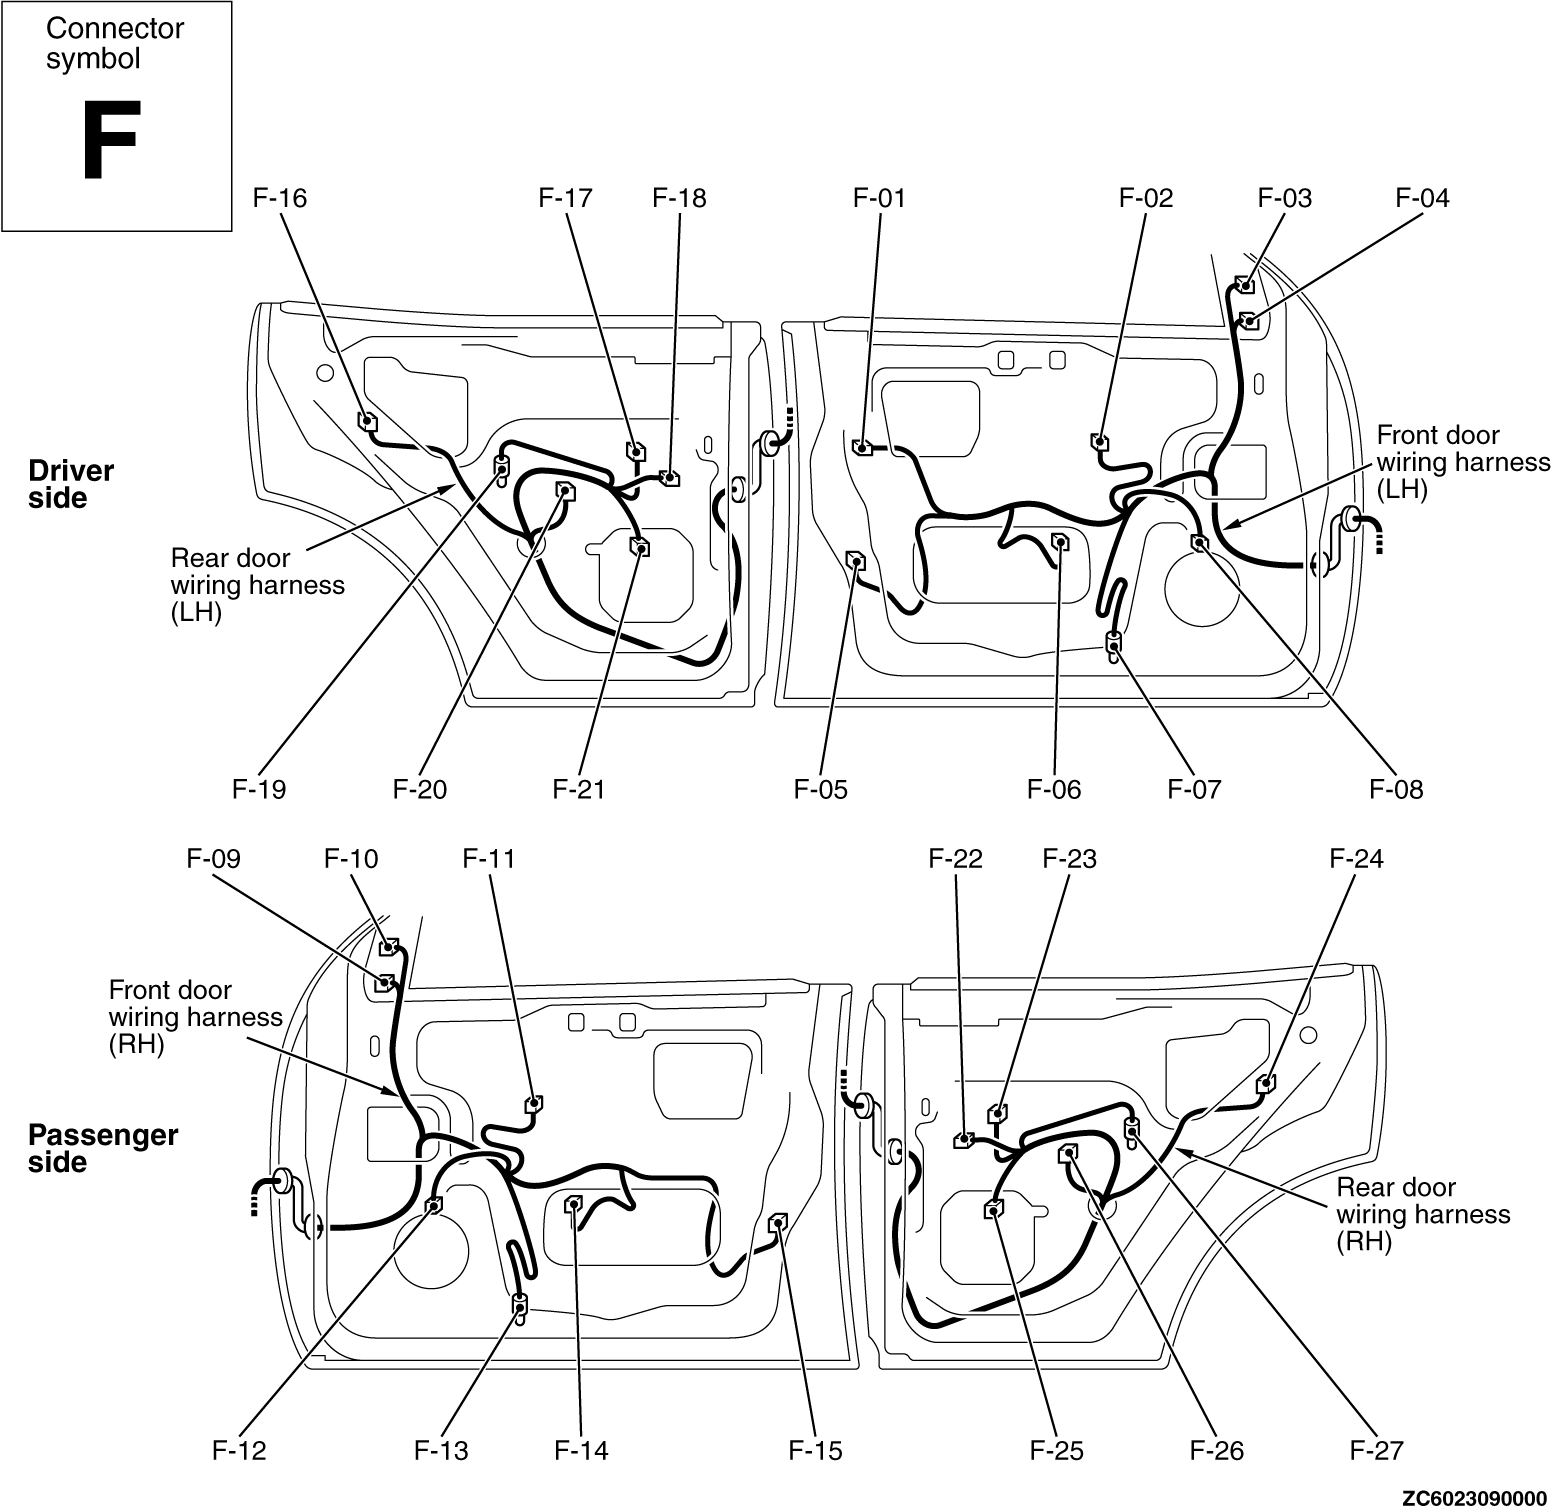 Connector
symbol
F
F-16
F-17
F-18
F-01
F-02
F-03
F-04
Driver
side
Front door
wiring harness
(LH)
Rear door
wiring harness
(LH)
F-19
F-20
F-21
F-05
F-06
F-07
F-08
F-09
F-10
F-11
F-22
F-23
F-24
Front door
wiring harness
(RH)
Passenger
side
Rear door
wiring harness
(RH)
F-12
F-13
F-14
F-15
F-25
F-26
F-27
ZC6023090000